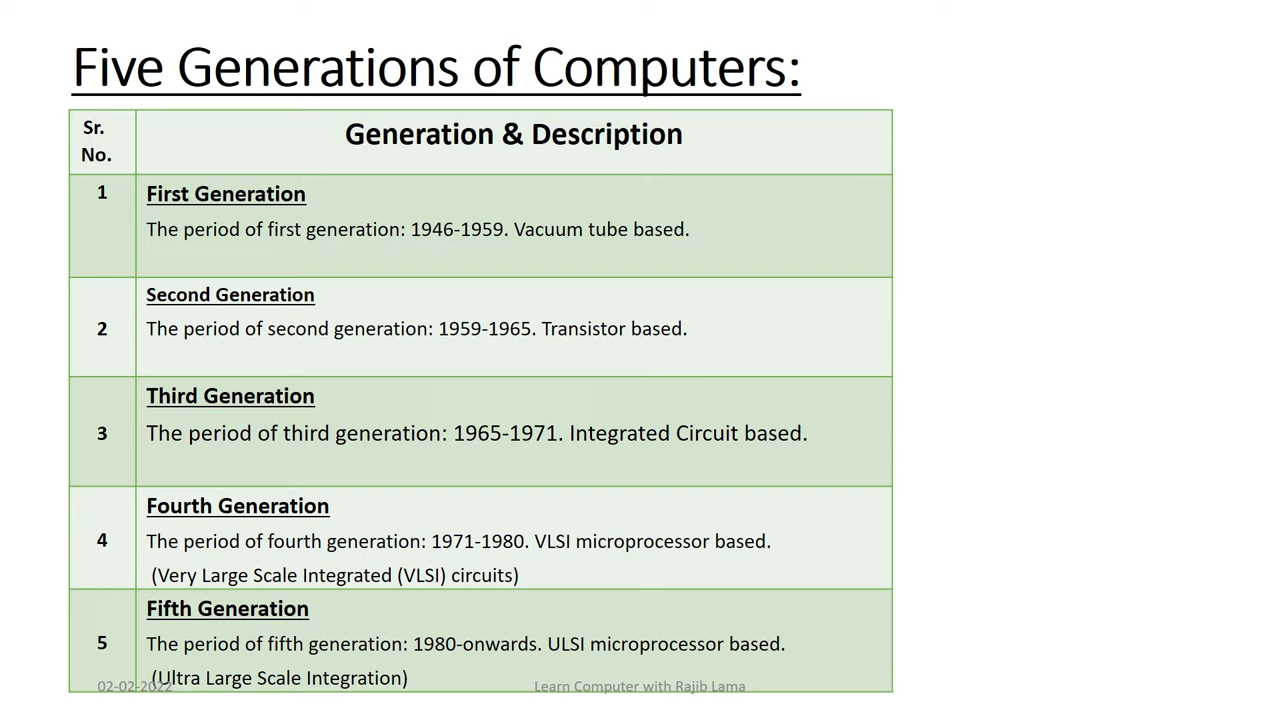 Five Generations of Computers:
Sr.
No.
Generation & Description
1
First Generation
The period of first generation: 1946-1959. Vacuum tube based.
Second Generation
2
The period of second generation: 1959-1965. Transistor based.
Third Generation
3
The period of third generation: 1965-1971. Integrated Circuit based.
Fourth Generation
4
The period of fourth generation: 1971-1980. VLSI microprocessor based.
(Very Large Scale Integrated (VLSI) circuits)
Fifth Generation
5
The period of fifth generation: 1980-onwards. ULSI microprocessor based.
(Ultra Large Scale Integration)
02-02-2022
Learn Computer with Rajib Lama